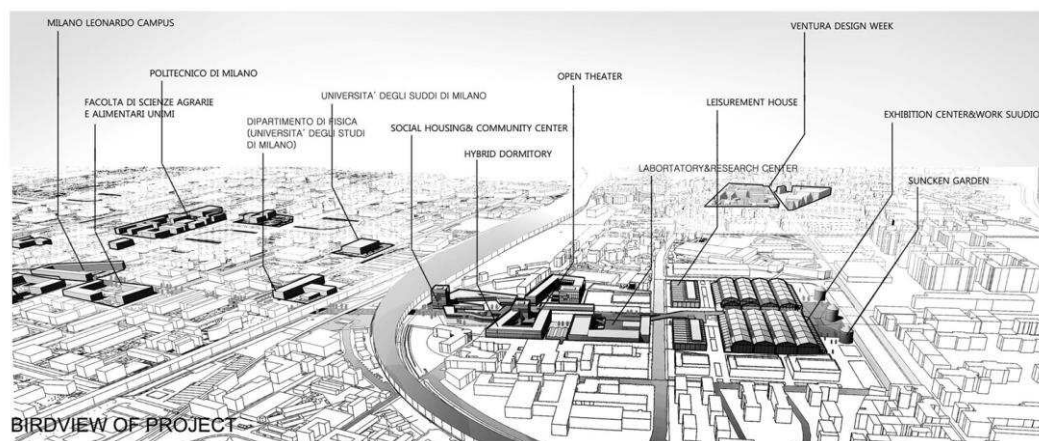 MILANO LEONARDO CAMPUS
VENTURA DESIGN WEEK
POLITECNICO DI MILANO
OPEN THEATER
UNIVERSITA' DEGLI SUDDI DI MILANO
FACOLTA DI SCIENZE AGRARIE
E ALIMENTARI UNIMI
LEISUREMENT HOUSE
EXHIBITION CENTER&WORK SUUDIO
DIPARTIMENTO DI FISICA
(UNIVERSITA' DEGLI STUDI
DI MILANO)
SOCIAL HOUSING& COMMUNITY CENTER
HYBRID DORMITORY
LABORTATORY&RESEARCH CENTER
SUNCKEN GARDEN
BIRDVIEW OF PROJECT